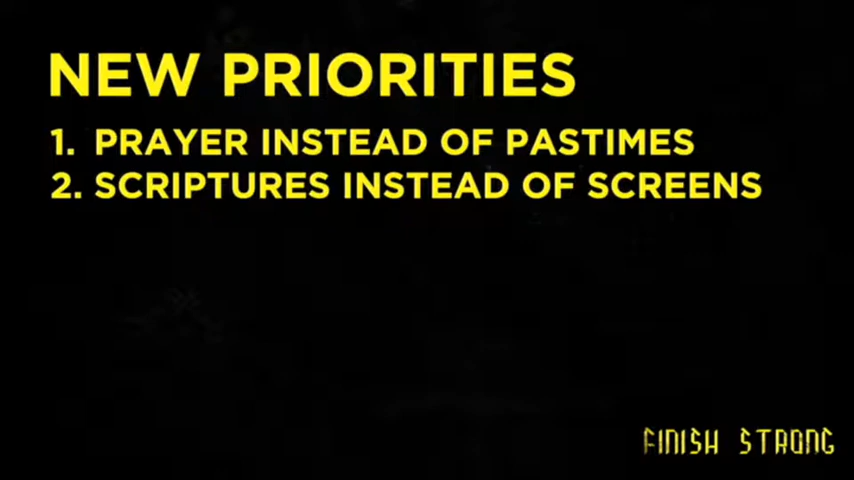 NEW PRIORITIES
1. PRAYER INSTEAD OF PASTIMES
2. SCRIPTURES INSTEAD OF SCREENS
FINISH STRONG